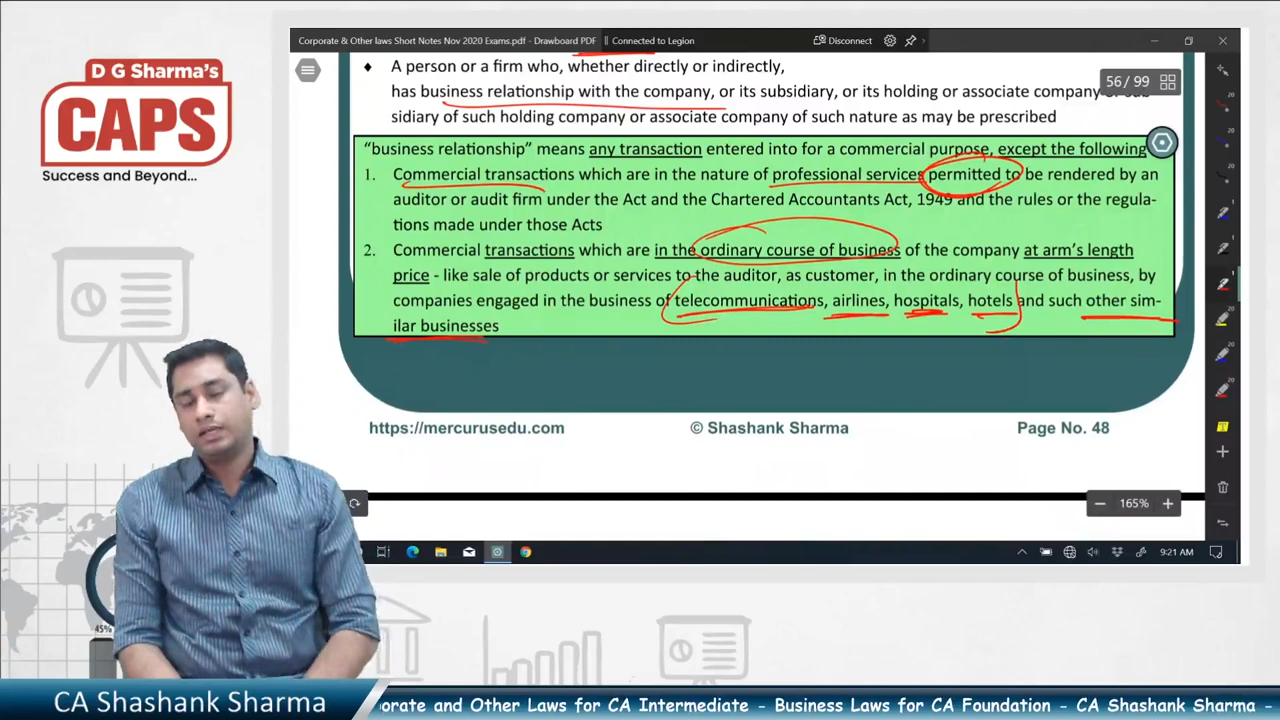 D G SHARMA's
CAPS
Success and Beyond...
Corporate & Other laws Short Notes Nov 2020 Exams.pdf - Drawboard PDF
Connected to Legion
Disconnect
♦ A person or a firm who, whether directly or indirectly,
has business relationship with the company, or its subsidiary, or its holding or associate company or sub-
sidiary of such holding company or associate company of such nature as may be prescribed
56 / 99
“business relationship” means any transaction entered into for a commercial purpose, except the following
1. Commercial transactions which are in the nature of professional services permitted to be rendered by an
auditor or audit firm under the Act and the Chartered Accountants Act, 1949 and the rules or the regula-
tions made under those Acts
2. Commercial transactions which are in the ordinary course of business of the company at arm’s length
price - like sale of products or services to the auditor, as customer, in the ordinary course of business, by
companies engaged in the business of telecommunications, airlines, hospitals, hotels and such other sim-
ilar businesses
https://mercurusedu.com © Shashank Sharma Page No. 48
165%
9:21 AM
45%
CA Shashank Sharma
porate and Other Laws for CA Intermediate - Business Laws for CA Foundation - CA Shashank Sharma -